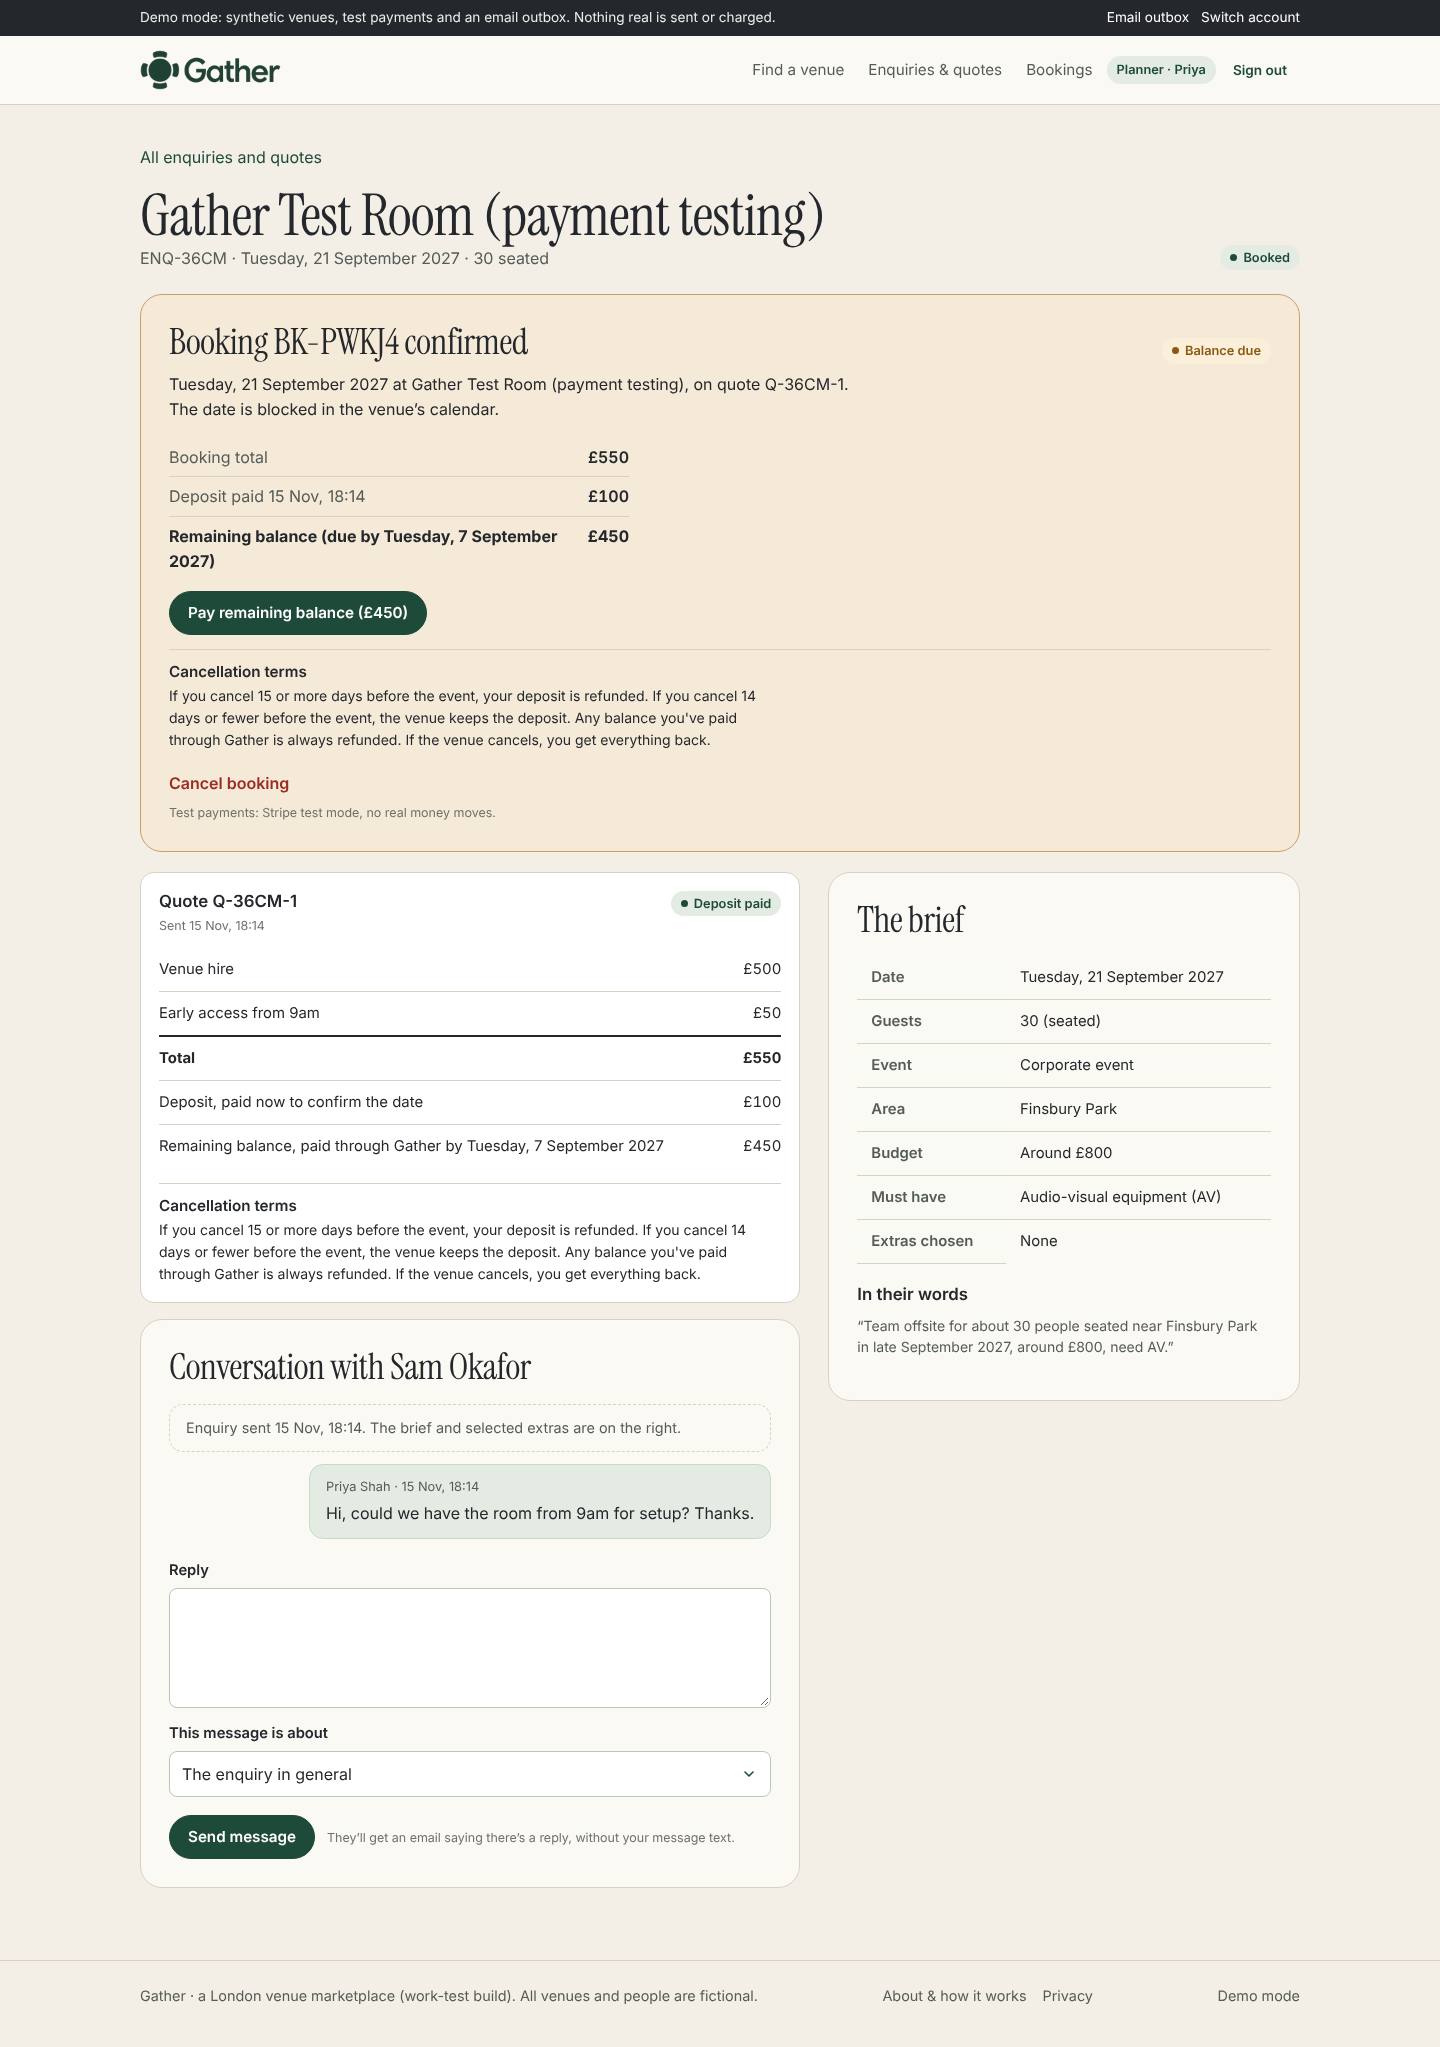 Demo mode: synthetic venues, test payments and an email outbox. Nothing real is sent or charged.
Email outbox Switch account
Gather
Find a venue Enquiries & quotes Bookings Planner · Priya Sign out
All enquiries and quotes
Gather Test Room (payment testing)
ENQ-36CM · Tuesday, 21 September 2027 · 30 seated
Booked
Booking BK-PWKJ4 confirmed
Balance due
Tuesday, 21 September 2027 at Gather Test Room (payment testing), on quote Q-36CM-1.
The date is blocked in the venue’s calendar.
Booking total £550
Deposit paid 15 Nov, 18:14 £100
Remaining balance (due by Tuesday, 7 September £450
2027)
Pay remaining balance (£450)
Cancellation terms
If you cancel 15 or more days before the event, your deposit is refunded. If you cancel 14
days or fewer before the event, the venue keeps the deposit. Any balance you've paid
through Gather is always refunded. If the venue cancels, you get everything back.
Cancel booking
Test payments: Stripe test mode, no real money moves.
Quote Q-36CM-1
Deposit paid
Sent 15 Nov, 18:14
Venue hire £500
Early access from 9am £50
Total £550
Deposit, paid now to confirm the date £100
Remaining balance, paid through Gather by Tuesday, 7 September 2027 £450
Cancellation terms
If you cancel 15 or more days before the event, your deposit is refunded. If you cancel 14
days or fewer before the event, the venue keeps the deposit. Any balance you've paid
through Gather is always refunded. If the venue cancels, you get everything back.
The brief
Date Tuesday, 21 September 2027
Guests 30 (seated)
Event Corporate event
Area Finsbury Park
Budget Around £800
Must have Audio-visual equipment (AV)
Extras chosen None
In their words
“Team offsite for about 30 people seated near Finsbury Park
in late September 2027, around £800, need AV.”
Conversation with Sam Okafor
Enquiry sent 15 Nov, 18:14. The brief and selected extras are on the right.
Priya Shah · 15 Nov, 18:14
Hi, could we have the room from 9am for setup? Thanks.
Reply
This message is about
The enquiry in general
Send message
They’ll get an email saying there’s a reply, without your message text.
Gather · a London venue marketplace (work-test build). All venues and people are fictional.
About & how it works Privacy
Demo mode